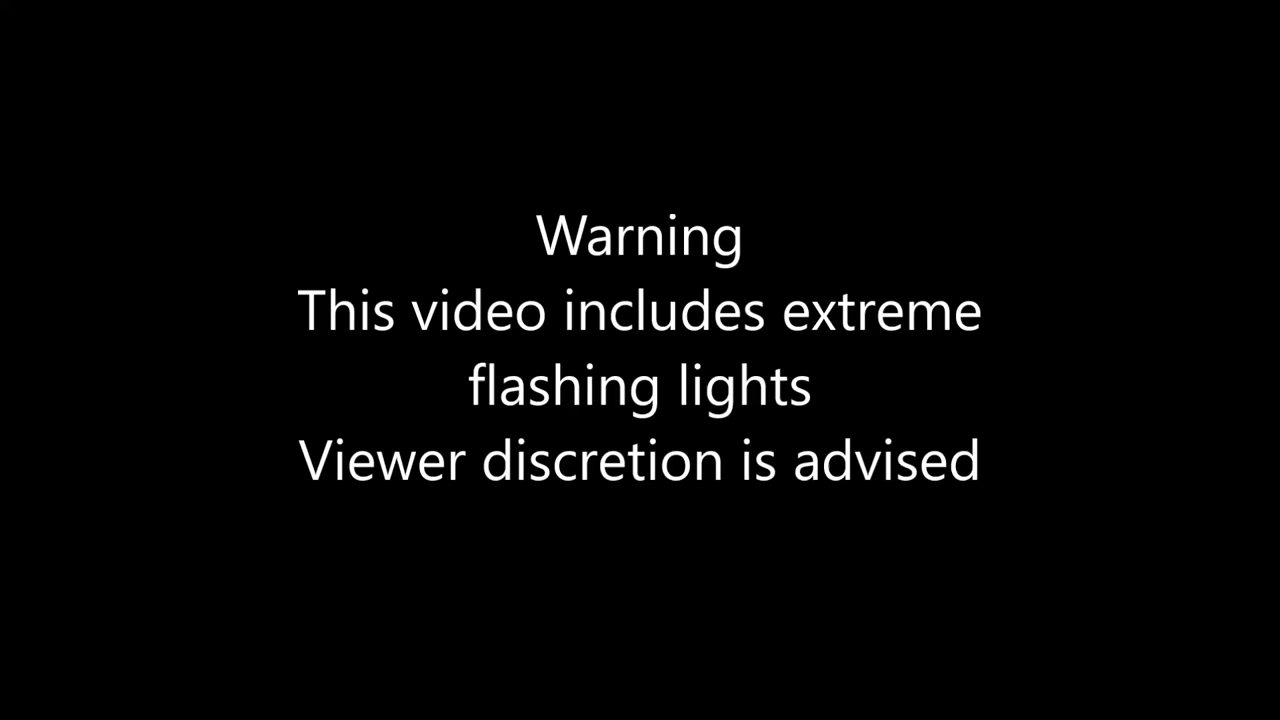 Warning
This video includes extreme
flashing lights
Viewer discretion is advised